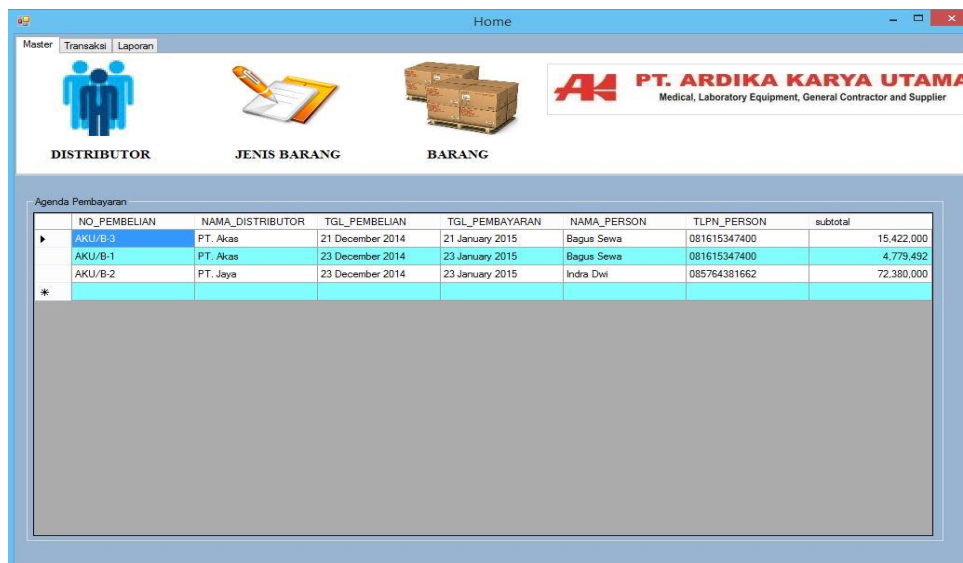 Home
Master Transaksi Laporan
PT. ARDIKA KARYA UTAMA
Medical, Laboratory Equipment, General Contractor and Supplier
DISTRIBUTOR JENIS BARANG BARANG
Agenda Pembayaran
NO_PEMBELIAN NAMA_DISTRIBUTOR TGL_PEMBELIAN TGL_PEMBAYARAN NAMA_PERSON TLPN_PERSON subtotal
AKU/B-3 PT. Akas 21 December 2014 21 January 2015 Bagus Sewa 081615347400 15,422,000
AKU/B-1 PT. Akas 23 December 2014 23 January 2015 Bagus Sewa 081615347400 4,779,492
AKU/B-2 PT. Jaya 23 December 2014 23 January 2015 Indra Dwi 085764381662 72,380,000